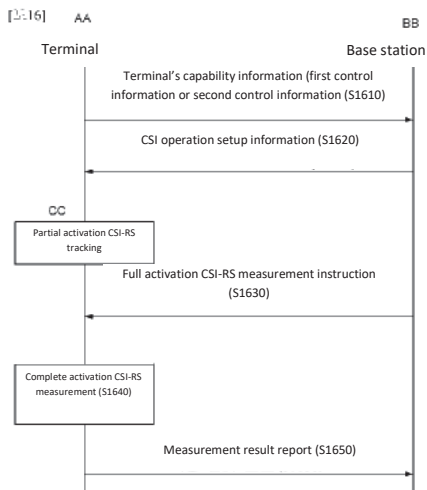 16] AA
BB
Terminal
Base station
Terminal's capability information (first control
information or second control information (S1610)
CSI operation setup information (S1620)
CC
Partial activation CSI-RS
tracking
Full activation CSI-RS measurement instruction
(S1630)
Complete activation CSI-RS
measurement (S1640)
Measurement result report (S1650)